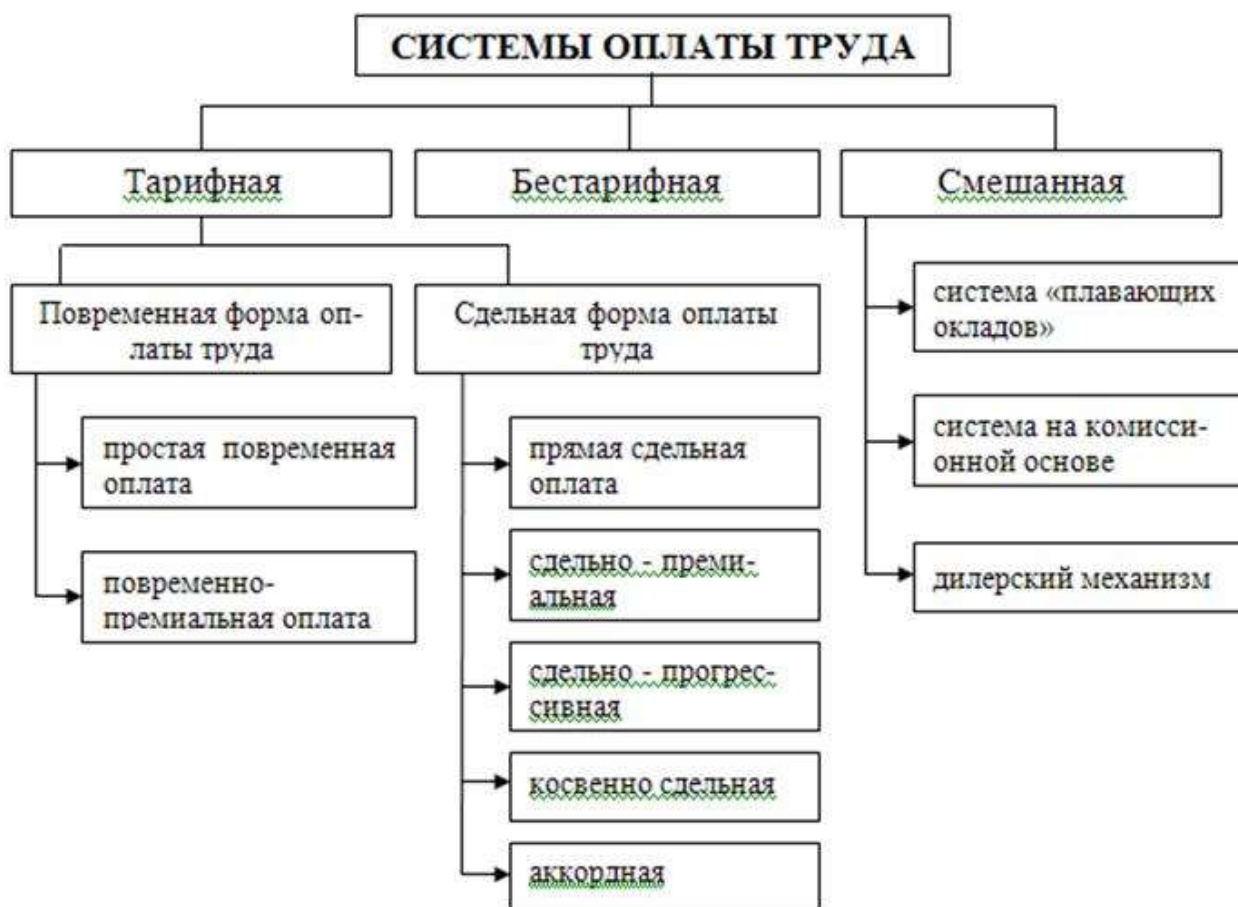 СИСТЕМЫ ОПЛАТЫ ТРУДА
Тарифная
Бестарифная
Смешанная
Повременная форма оп-
латы труда
простая повременная
оплата
повременно-
премиальная оплата
Сдельная форма оплаты
труда
прямая сдельная
оплата
сдельно - преми-
альная
сдельно - прогрес-
сивная
косвенно сдельная
аккордная
система «плавающих
окладов»
система на комисси-
онной основе
дилерский механизм